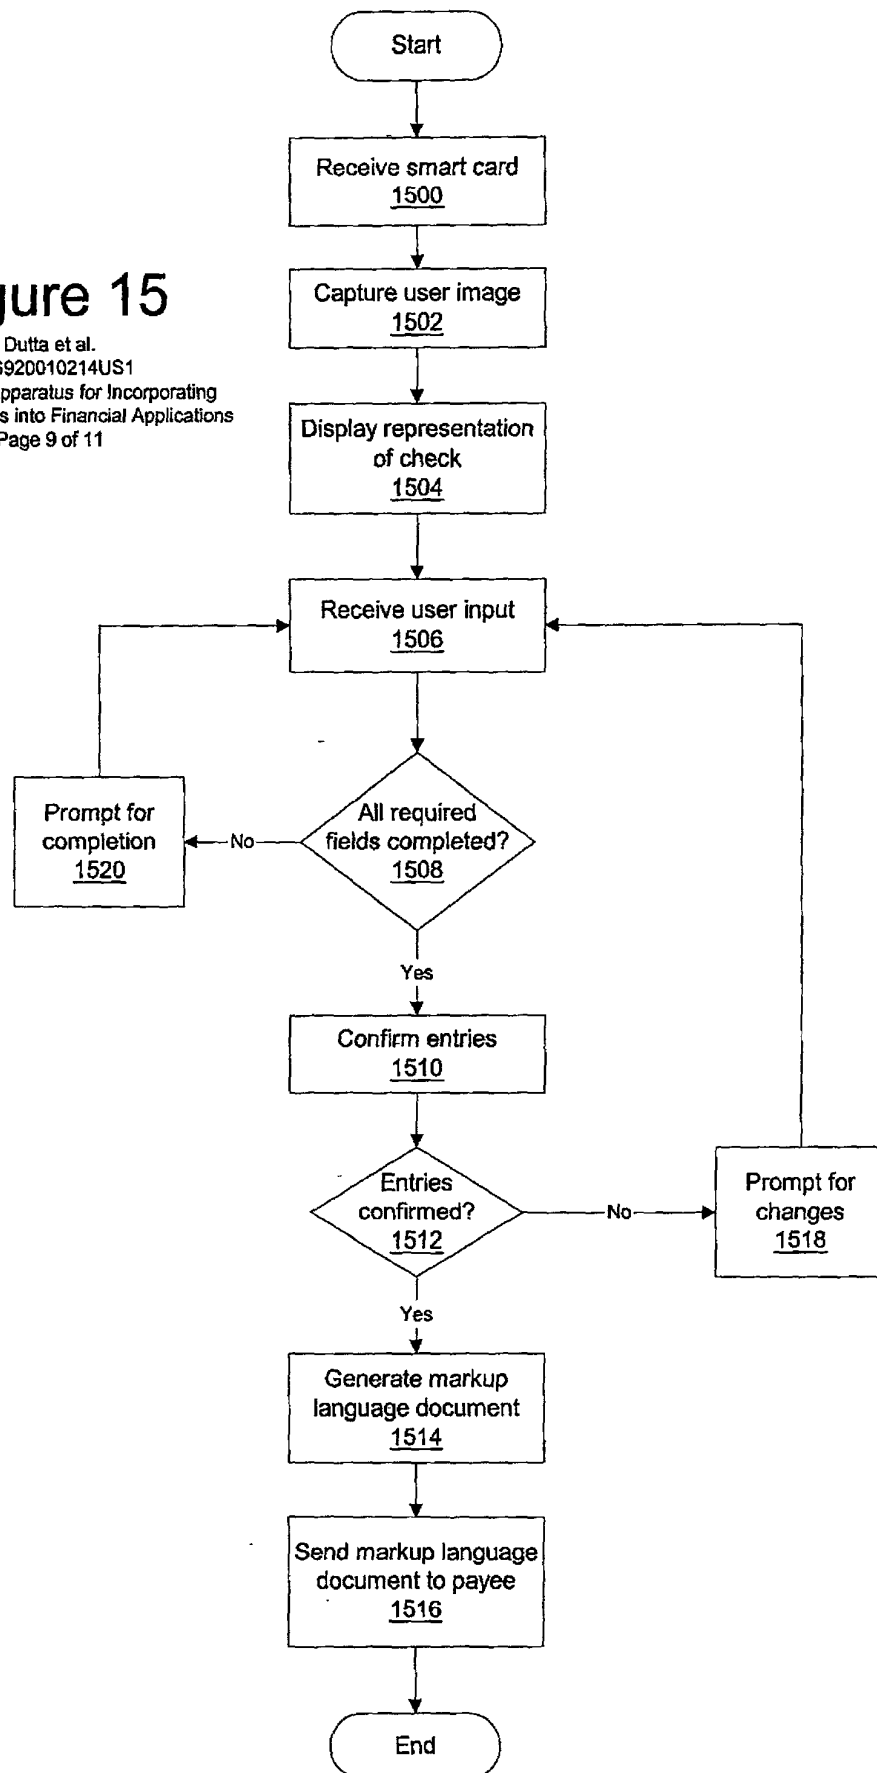 Start
Receive smart card
1500
Capture user image
1502
gure 15
Dutta et al.
6920010214US1
pparatus for Incorporating
s into Financial Applications
Page 9 of 11
Display representation
of check
1504
Receive user input
1506
Prompt for
completion
1520
No
All required
fields completed?
1508
Yes
Confirm entries
1510
Entries
confirmed?
1512
No
Prompt for
changes
1518
Yes
Generate markup
language document
1514
Send markup language
document to payee
1516
End